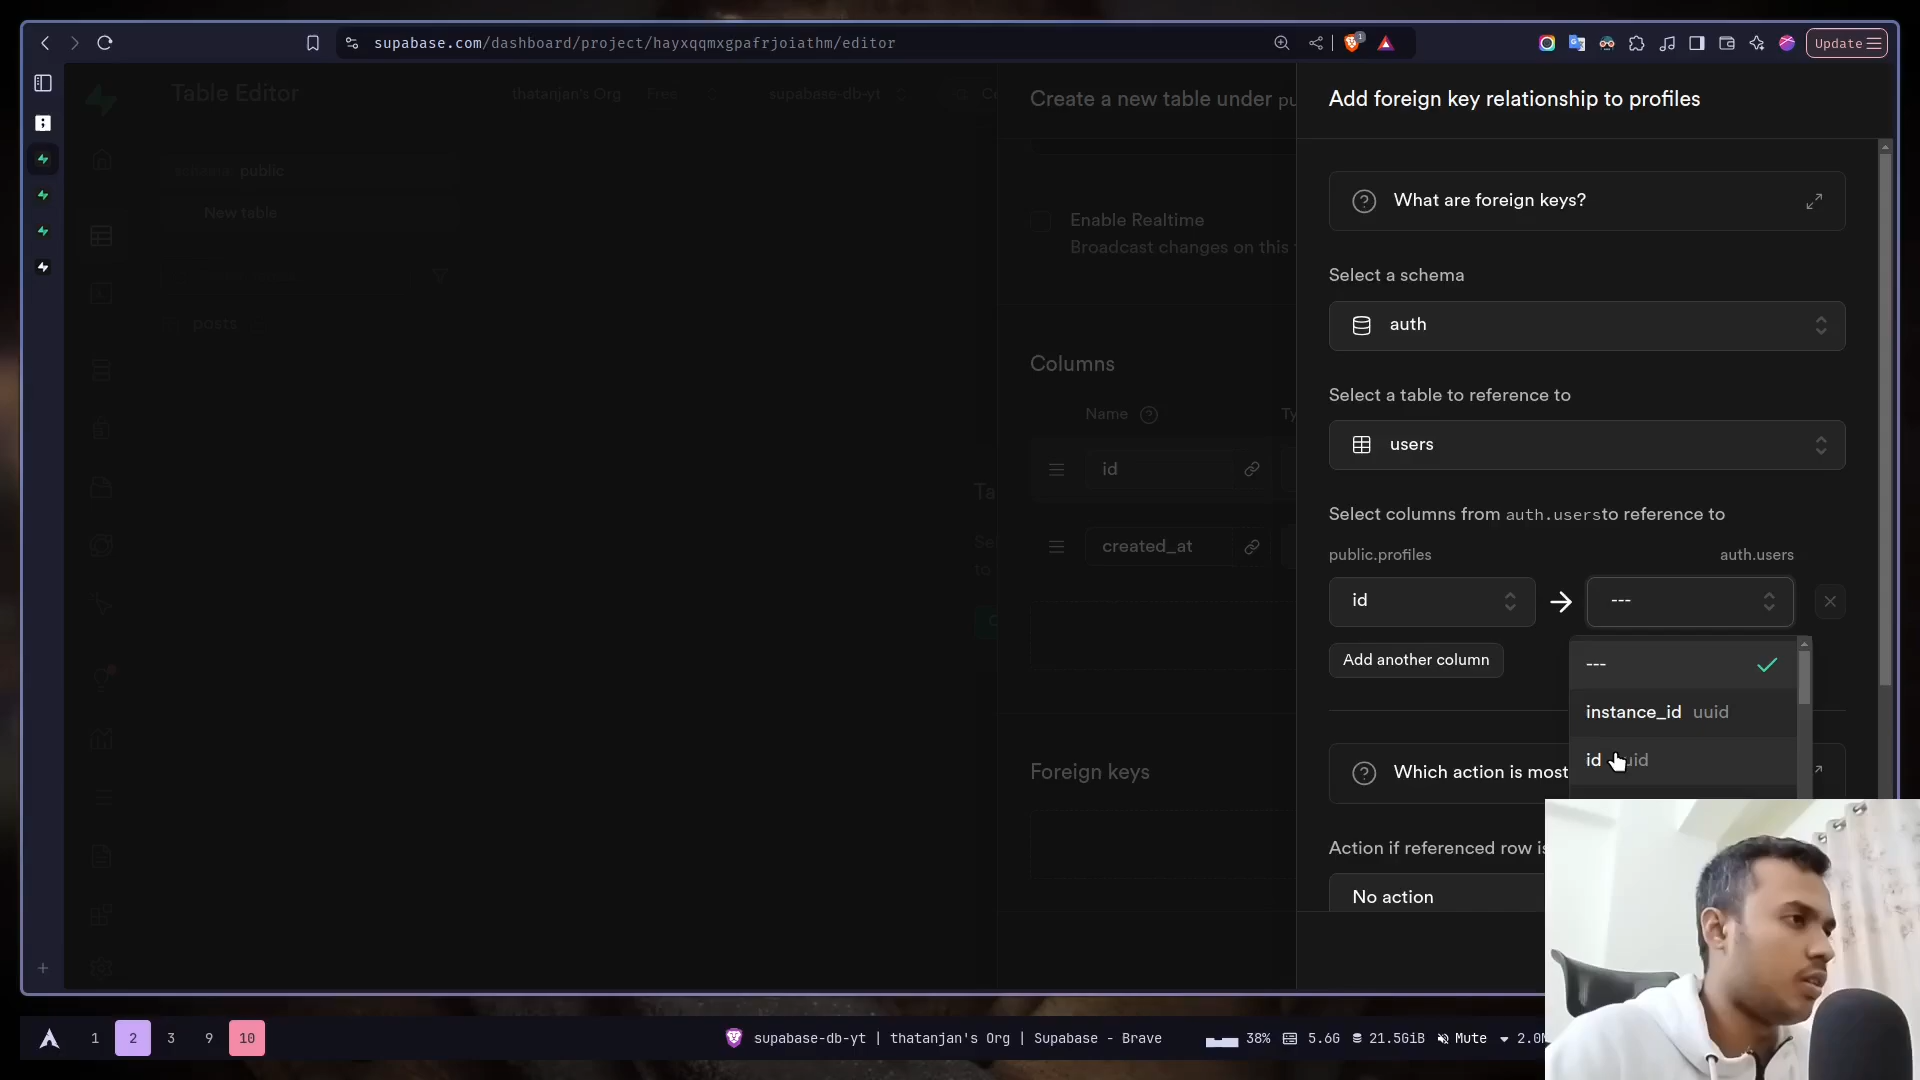 supabase.com/dashboard/project/hayxqqmxgpafrjoiathm/editor
1
Update
Table Editor
thatanjan's Org
Free
supabase-db-yt
schema public
New table
posts
Create a new table under pu
Enable Realtime
Broadcast changes on this
Columns
Name
Ty
id
created_at
Foreign keys
Add foreign key relationship to profiles
What are foreign keys?
Select a schema
auth
Select a table to reference to
users
Select columns from auth.usersto reference to
public.profiles
auth.users
id
---
Add another column
---
instance_id uuid
id
Which action is most
Action if referenced row is
No action
1
2
3
9
10
supabase-db-yt | thatanjan's Org | Supabase - Brave
38%
5.6G
21.5GiB
Mute